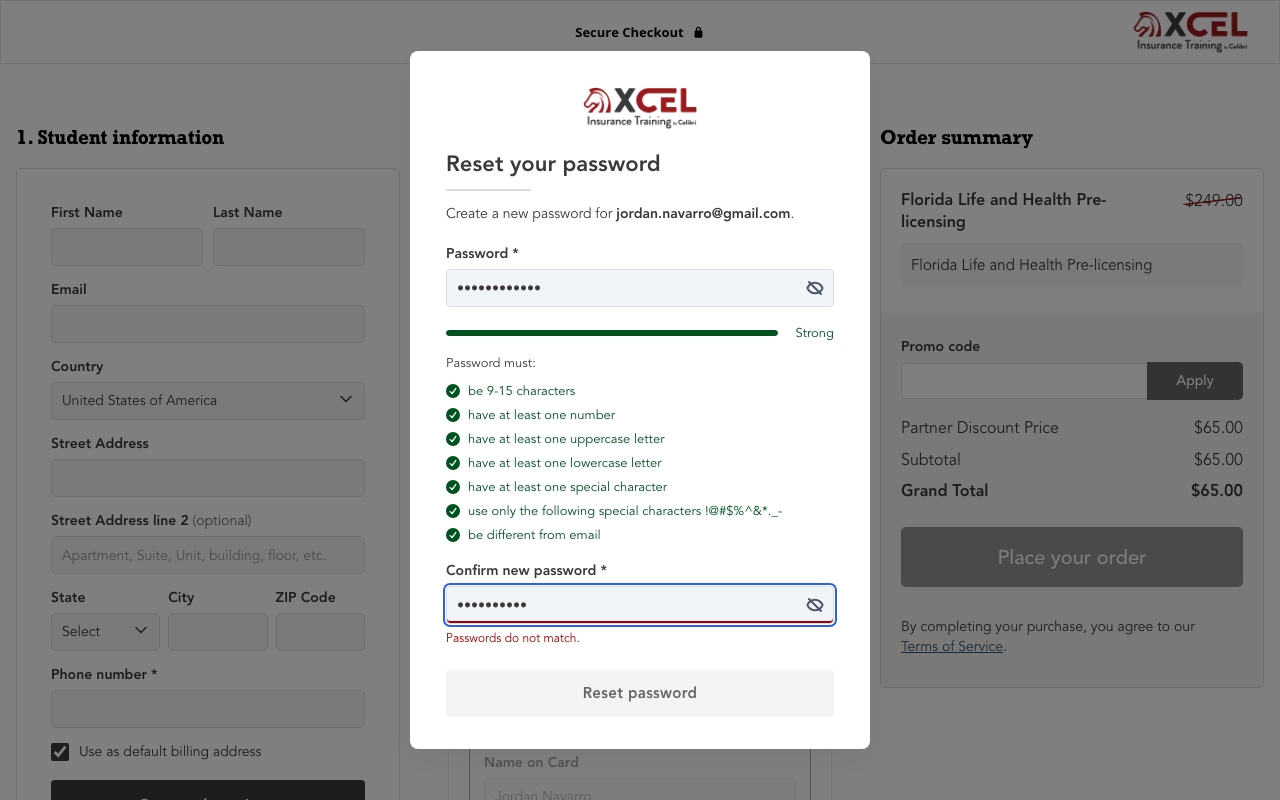 Secure Checkout
XCEL
Insurance Training by Colibri
1. Student information
First Name
Last Name
Email
Country
United States of America
Street Address
Street Address line 2 (optional)
Apartment, Suite, Unit, building, floor, etc.
State
City
ZIP Code
Select
Phone number *
Use as default billing address
XCEL
Insurance Training by Colibri
Reset your password
Create a new password for jordan.navarro@gmail.com.
Password *
••••••••••••
Strong
Password must:
be 9-15 characters
have at least one number
have at least one uppercase letter
have at least one lowercase letter
have at least one special character
use only the following special characters !@#$%^&*._-
be different from email
Confirm new password *
••••••••••
Passwords do not match.
Reset password
Name on Card
Jordan Navarro
Order summary
Florida Life and Health Pre-
licensing
$249.00
Florida Life and Health Pre-licensing
Promo code
Apply
Partner Discount Price $65.00
Subtotal $65.00
Grand Total $65.00
Place your order
By completing your purchase, you agree to our
Terms of Service.